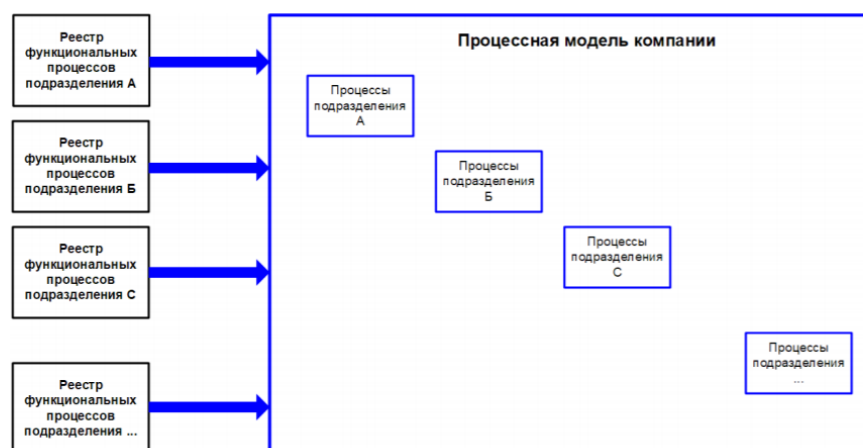 Реестр
функциональных
процессов
подразделения А
Реестр
функциональных
процессов
подразделения Б
Реестр
функциональных
процессов
подразделения С
Реестр
функциональных
процессов
подразделения ...
Процессная модель компании
Процессы
подразделения
А
Процессы
подразделения
Б
Процессы
подразделения
С
Процессы
подразделения
...